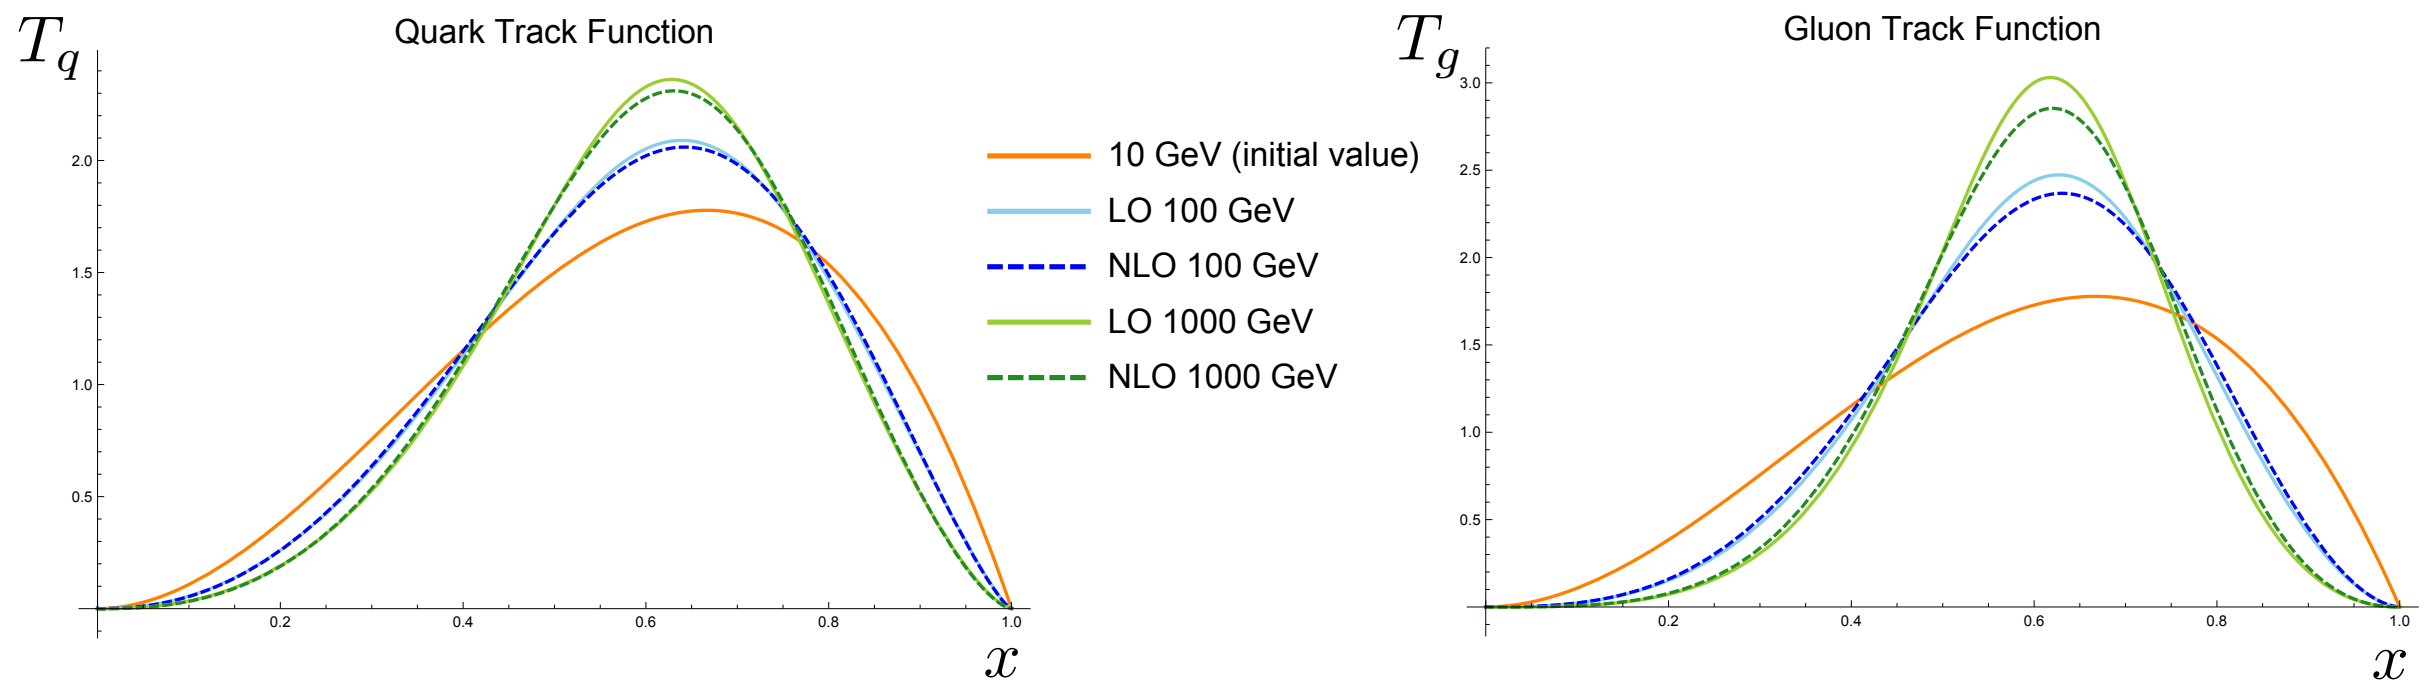 Quark Track Function
T_q
2.0
1.5
1.0
0.5
0.2 0.4 0.6 0.8 1.0
x
10 GeV (initial value)
LO 100 GeV
NLO 100 GeV
LO 1000 GeV
NLO 1000 GeV
Gluon Track Function
T_g
3.0
2.5
2.0
1.5
1.0
0.5
0.2 0.4 0.6 0.8 1.0
x